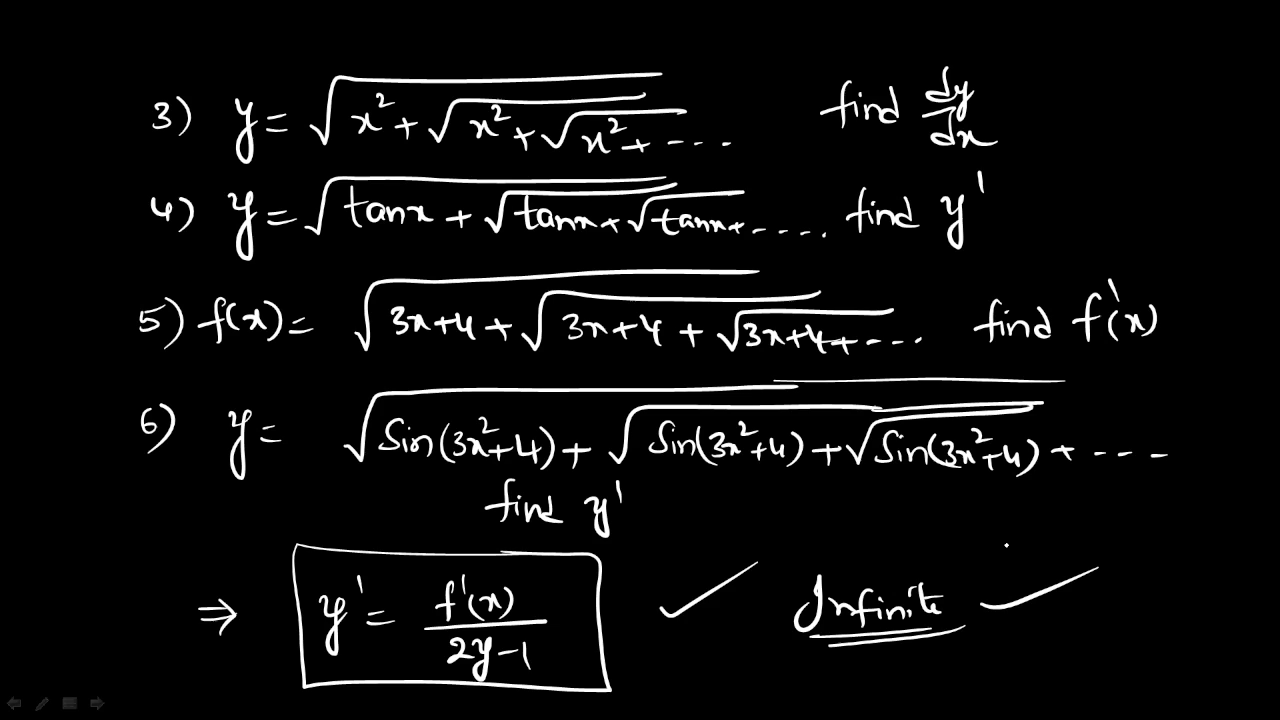 3) y = √(x² + √(x² + √(x² + ---- find dy/dx
4) y = √(tanx + √(tanx + √(tanx + ..... find y'
5) f(x) = √(3x+4 + √(3x+4 + √(3x+4 + ... find f'(x)
6) y = √(Sin(3x²+4) + √(Sin(3x²+4) + √(Sin(3x²+4) + ---
find y'
⇒ y' = f'(x)/(2y-1) ✓ Infinite ✓